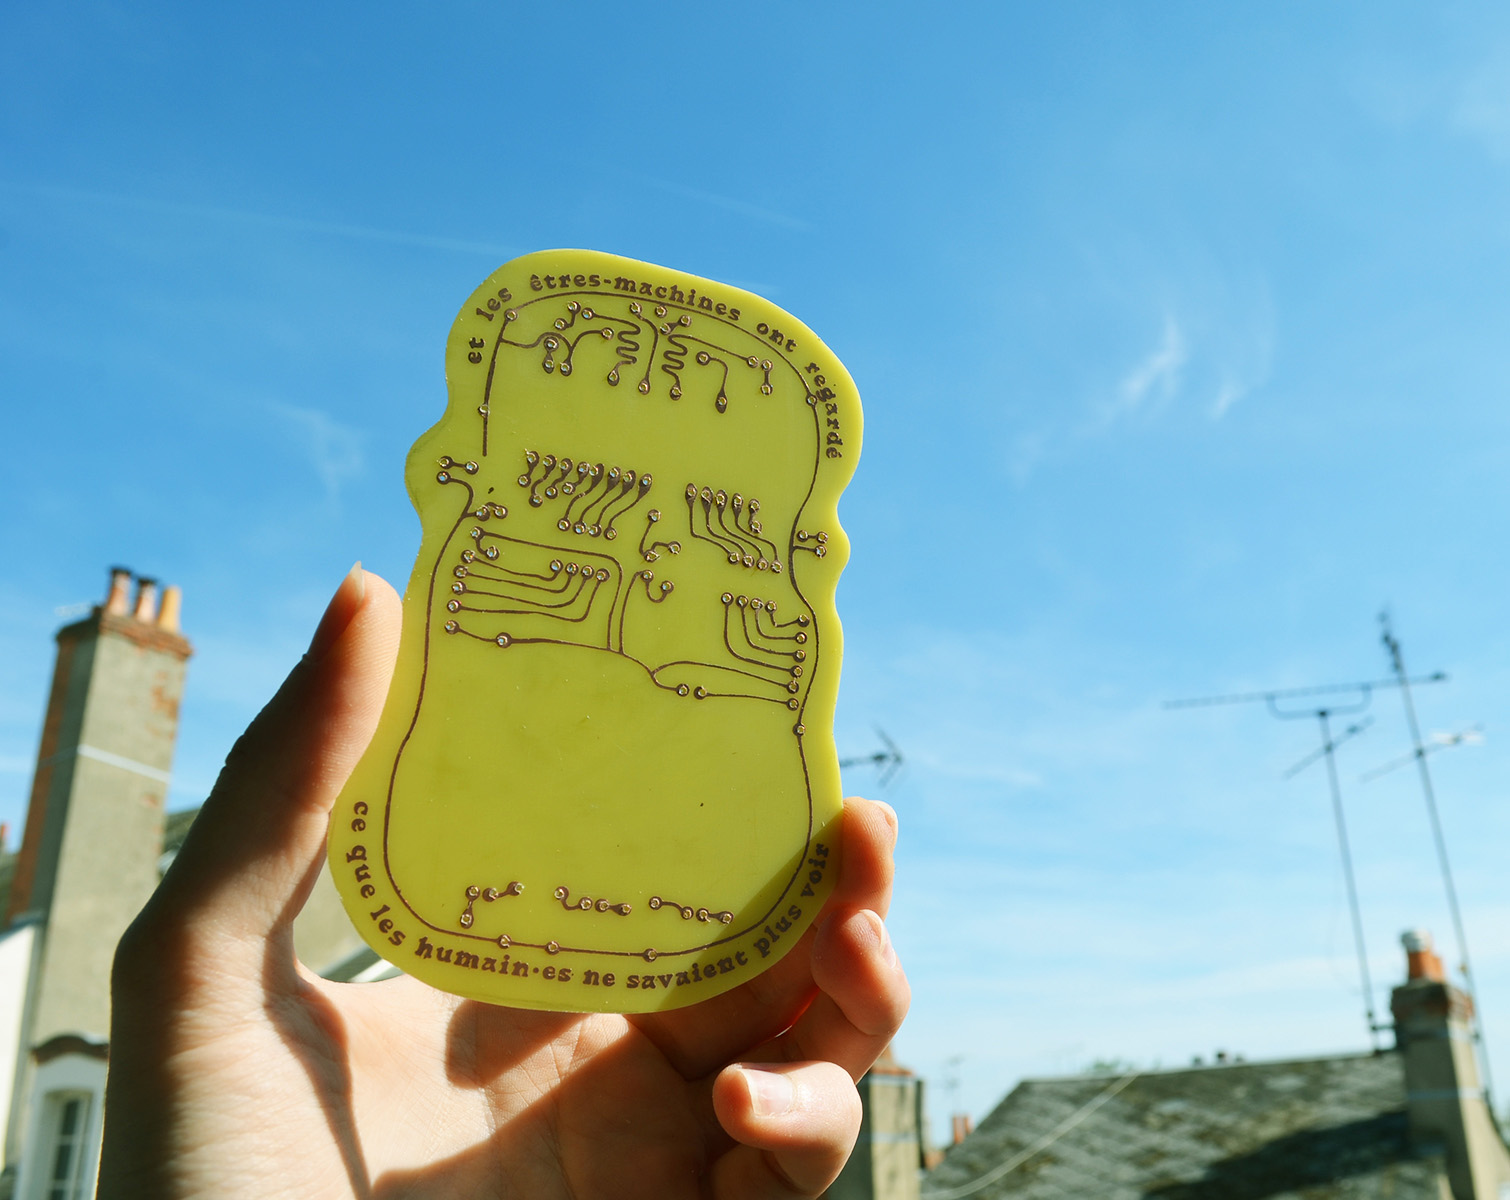 et les êtres-machines ont regardé
ce que les humain·es ne savaient plus voir